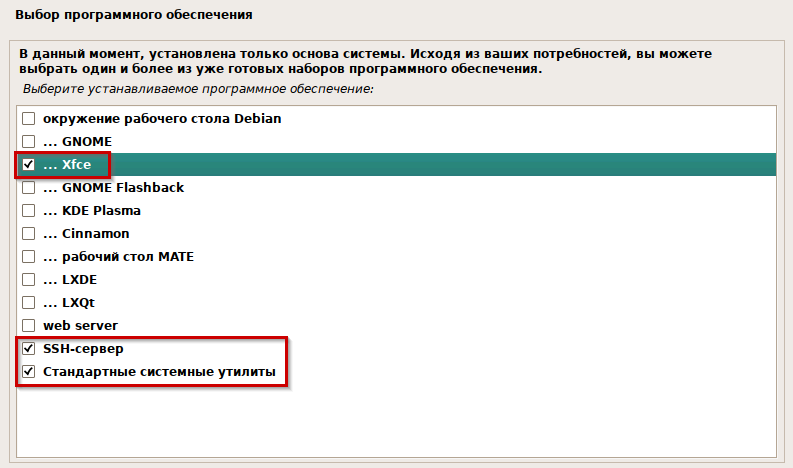 Выбор программного обеспечения
В данный момент, установлена только основа системы. Исходя из ваших потребностей, вы можете
выбрать один и более из уже готовых наборов программного обеспечения.
Выберите устанавливаемое программное обеспечение:
окружение рабочего стола Debian
... GNOME
... Xfce
... GNOME Flashback
... KDE Plasma
... Cinnamon
... рабочий стол MATE
... LXDE
... LXQt
web server
SSH-сервер
Стандартные системные утилиты